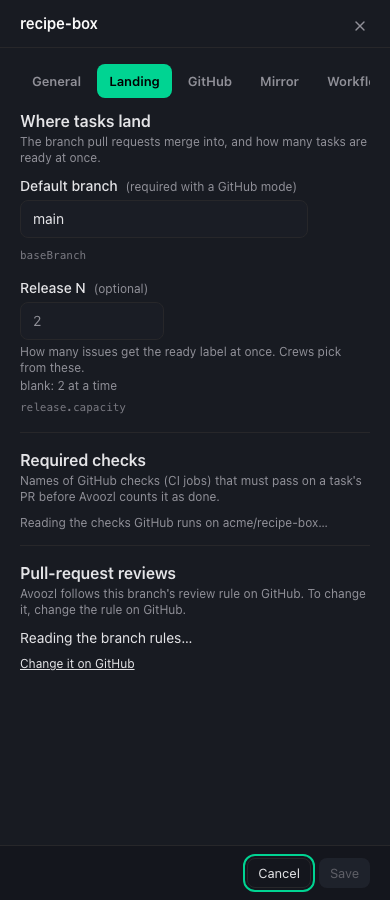 recipe-box
General Landing GitHub Mirror Workfl
Where tasks land
The branch pull requests merge into, and how many tasks are
ready at once.
Default branch (required with a GitHub mode)
main
baseBranch
Release N (optional)
2
How many issues get the ready label at once. Crews pick
from these.
blank: 2 at a time
release.capacity
Required checks
Names of GitHub checks (CI jobs) that must pass on a task's
PR before Avoozl counts it as done.
Reading the checks GitHub runs on acme/recipe-box…
Pull-request reviews
Avoozl follows this branch's review rule on GitHub. To change
it, change the rule on GitHub.
Reading the branch rules…
Change it on GitHub
Cancel Save